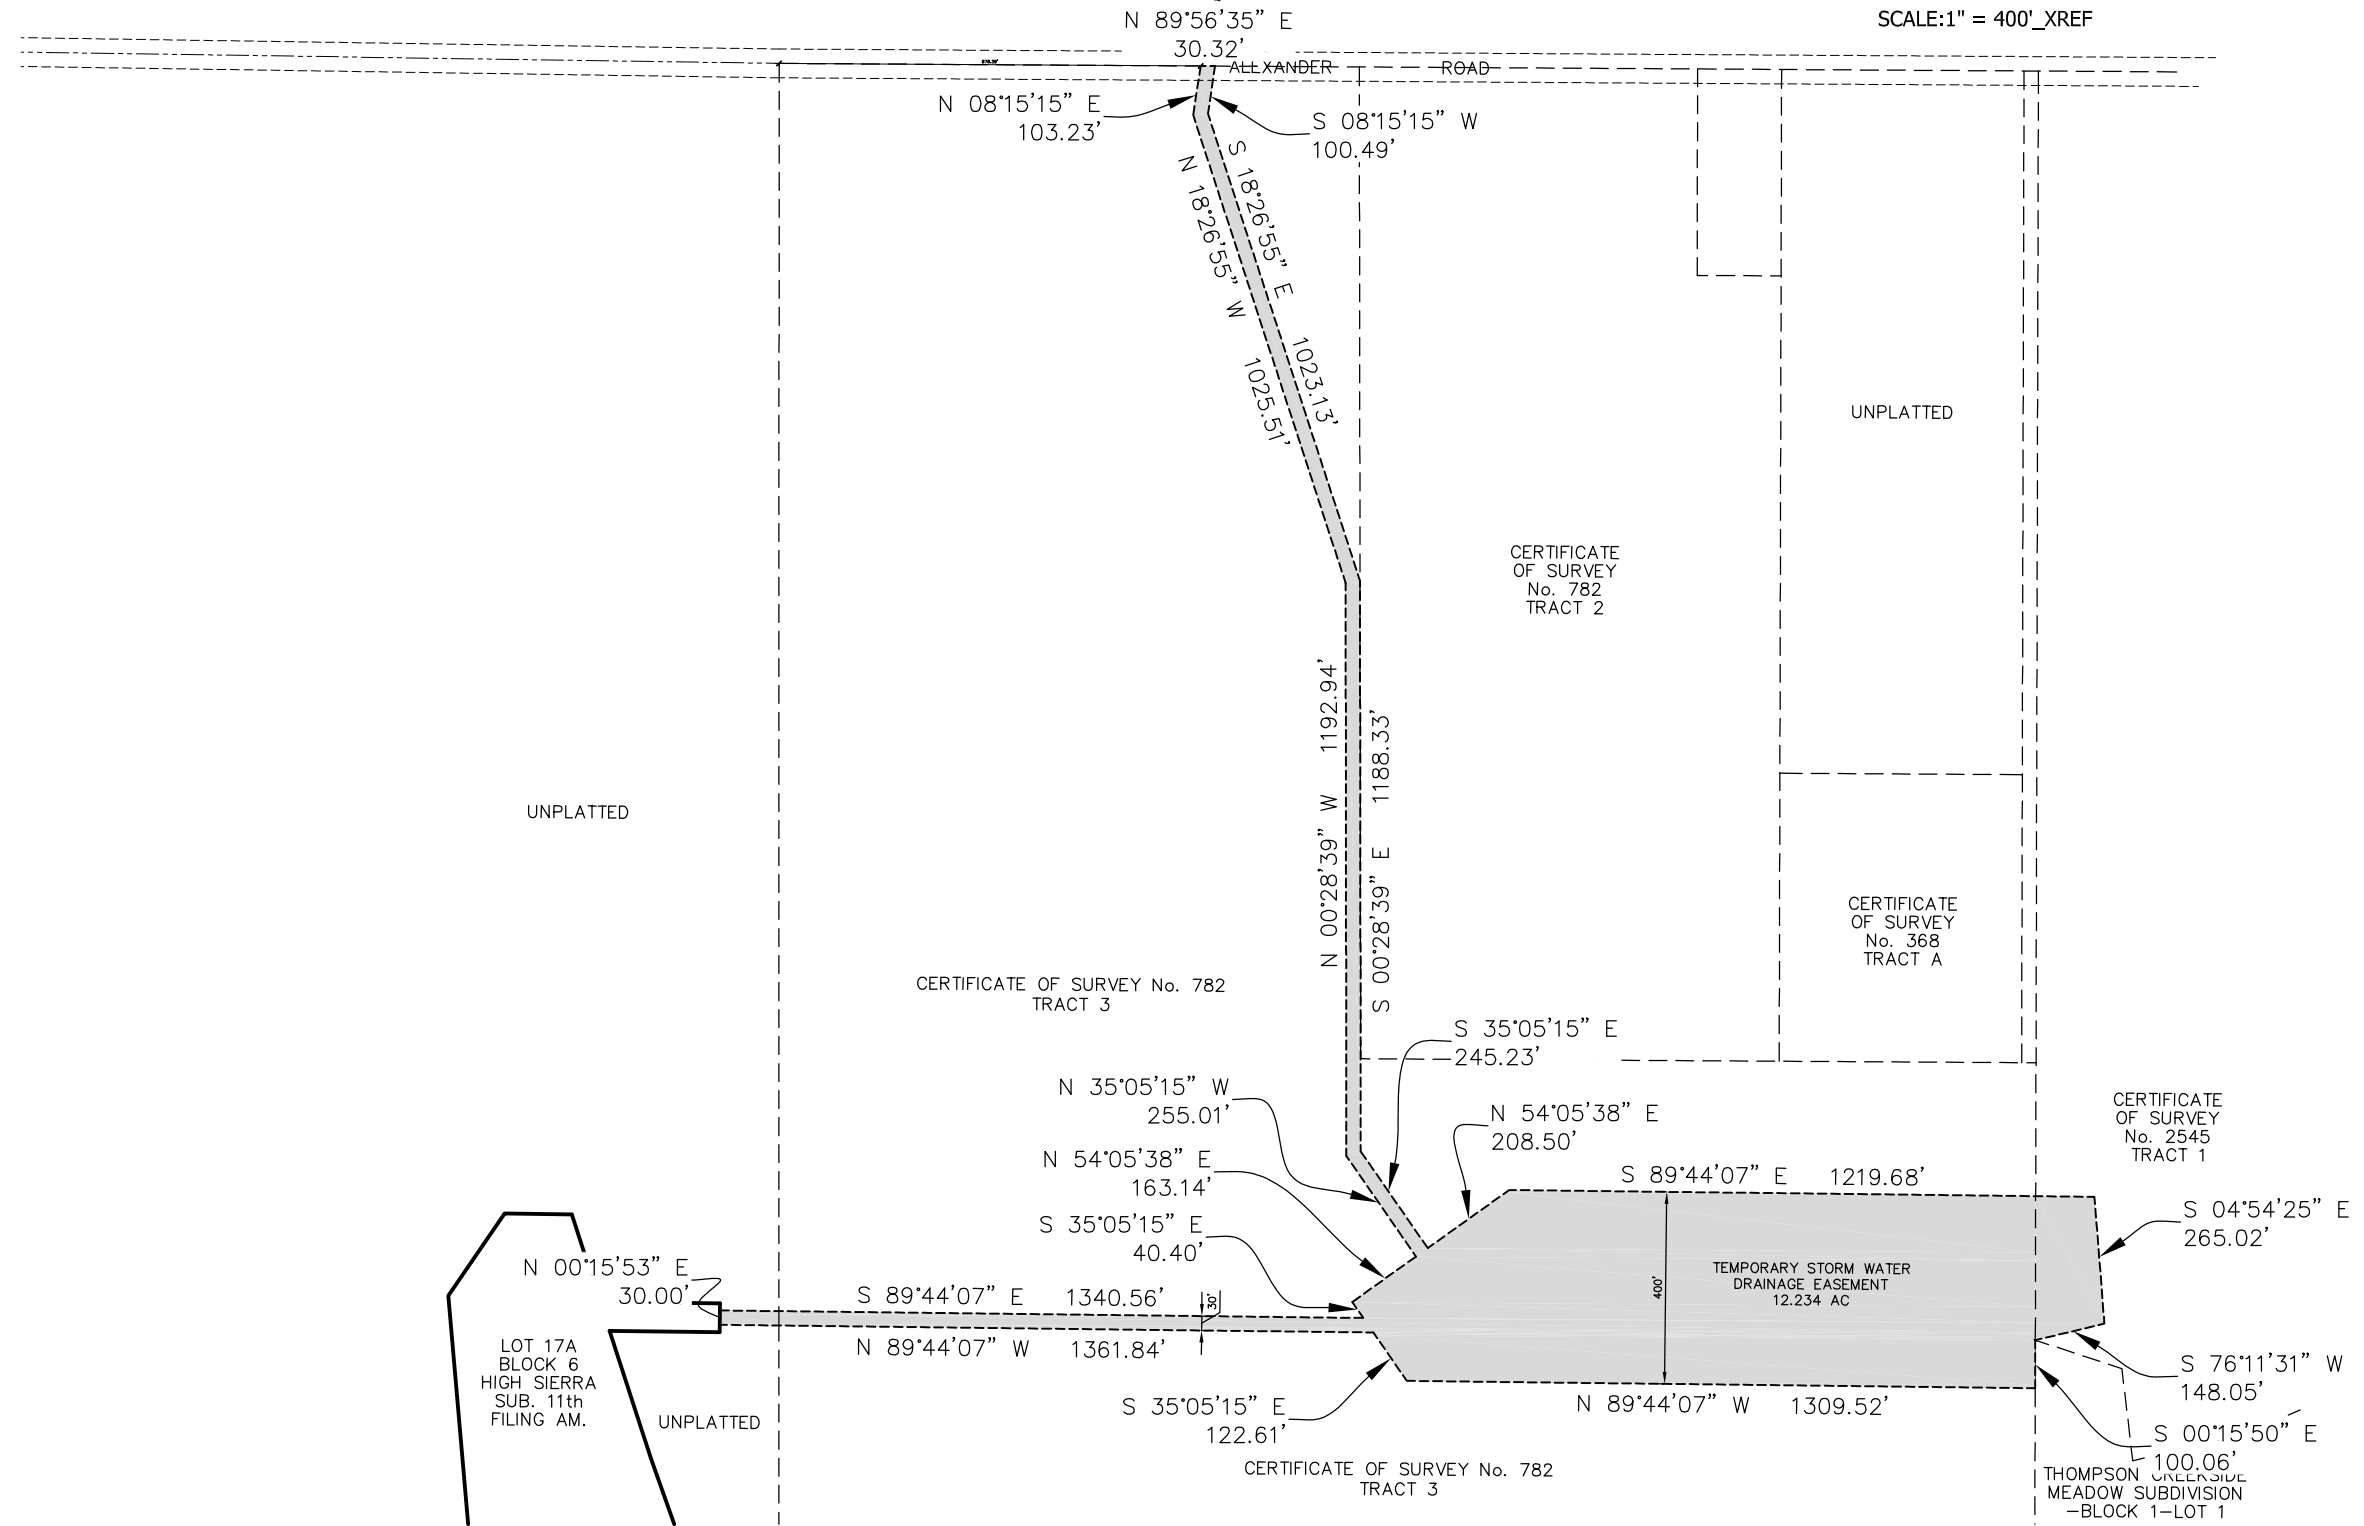 N 89°56'35" E
30.32'
SCALE:1" = 400'_XREF
ALEXANDER ROAD
N 08°15'15" E
103.23'
S 08°15'15" W
100.49'
S 18°26'55" E 1023.13'
N 18°26'55" W 1025.51'
UNPLATTED
CERTIFICATE
OF SURVEY
No. 782
TRACT 2
N 00°28'39" W 1192.94'
S 00°28'39" E 1188.33'
UNPLATTED
CERTIFICATE
OF SURVEY
No. 368
TRACT A
CERTIFICATE OF SURVEY No. 782
TRACT 3
S 35°05'15" E
245.23'
N 35°05'15" W
255.01'
N 54°05'38" E
208.50'
CERTIFICATE
OF SURVEY
No. 2545
TRACT 1
N 54°05'38" E
163.14'
S 89°44'07" E 1219.68'
S 35°05'15" E
40.40'
S 04°54'25" E
265.02'
N 00°15'53" E
30.00'
S 89°44'07" E 1340.56'
30'
400'
TEMPORARY STORM WATER
DRAINAGE EASEMENT
12.234 AC
N 89°44'07" W 1361.84'
LOT 17A
BLOCK 6
HIGH SIERRA
SUB. 11th
FILING AM.
UNPLATTED
S 76°11'31" W
148.05'
S 35°05'15" E
122.61'
N 89°44'07" W 1309.52'
S 00°15'50" E
100.06'
CERTIFICATE OF SURVEY No. 782
TRACT 3
THOMPSON CREEKSIDE
MEADOW SUBDIVISION
-BLOCK 1-LOT 1